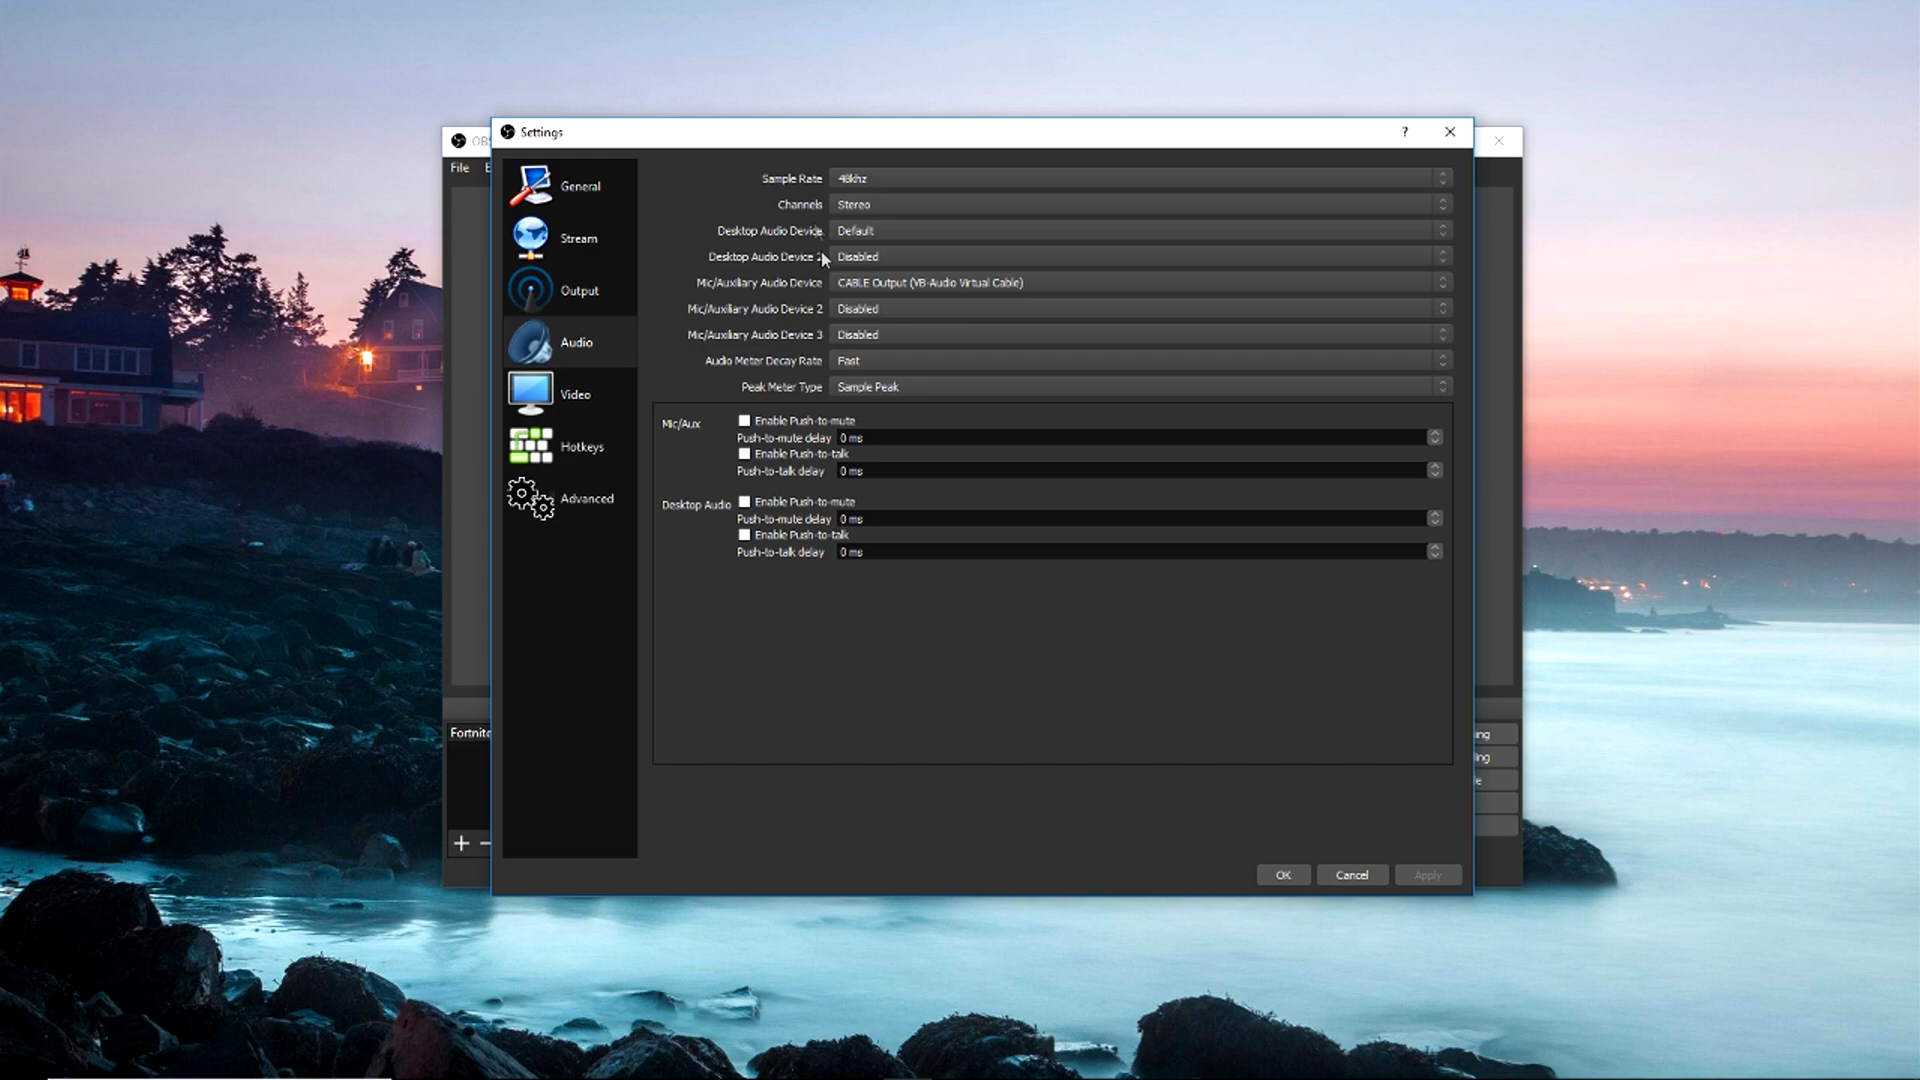 Settings
?
File
General
Stream
Output
Audio
Video
Hotkeys
Advanced
Sample Rate 48khz
Channels Stereo
Desktop Audio Device Default
Desktop Audio Device Disabled
Mic/Auxiliary Audio Device CABLE Output (VB-Audio Virtual Cable)
Mic/Auxiliary Audio Device 2 Disabled
Mic/Auxiliary Audio Device 3 Disabled
Audio Meter Decay Rate Fast
Peak Meter Type Sample Peak
Mic/Aux Enable Push-to-mute
Push-to-mute delay 0 ms
Enable Push-to-talk
Push-to-talk delay 0 ms
Desktop Audio Enable Push-to-mute
Push-to-mute delay 0 ms
Enable Push-to-talk
Push-to-talk delay 0 ms
OK Cancel Apply